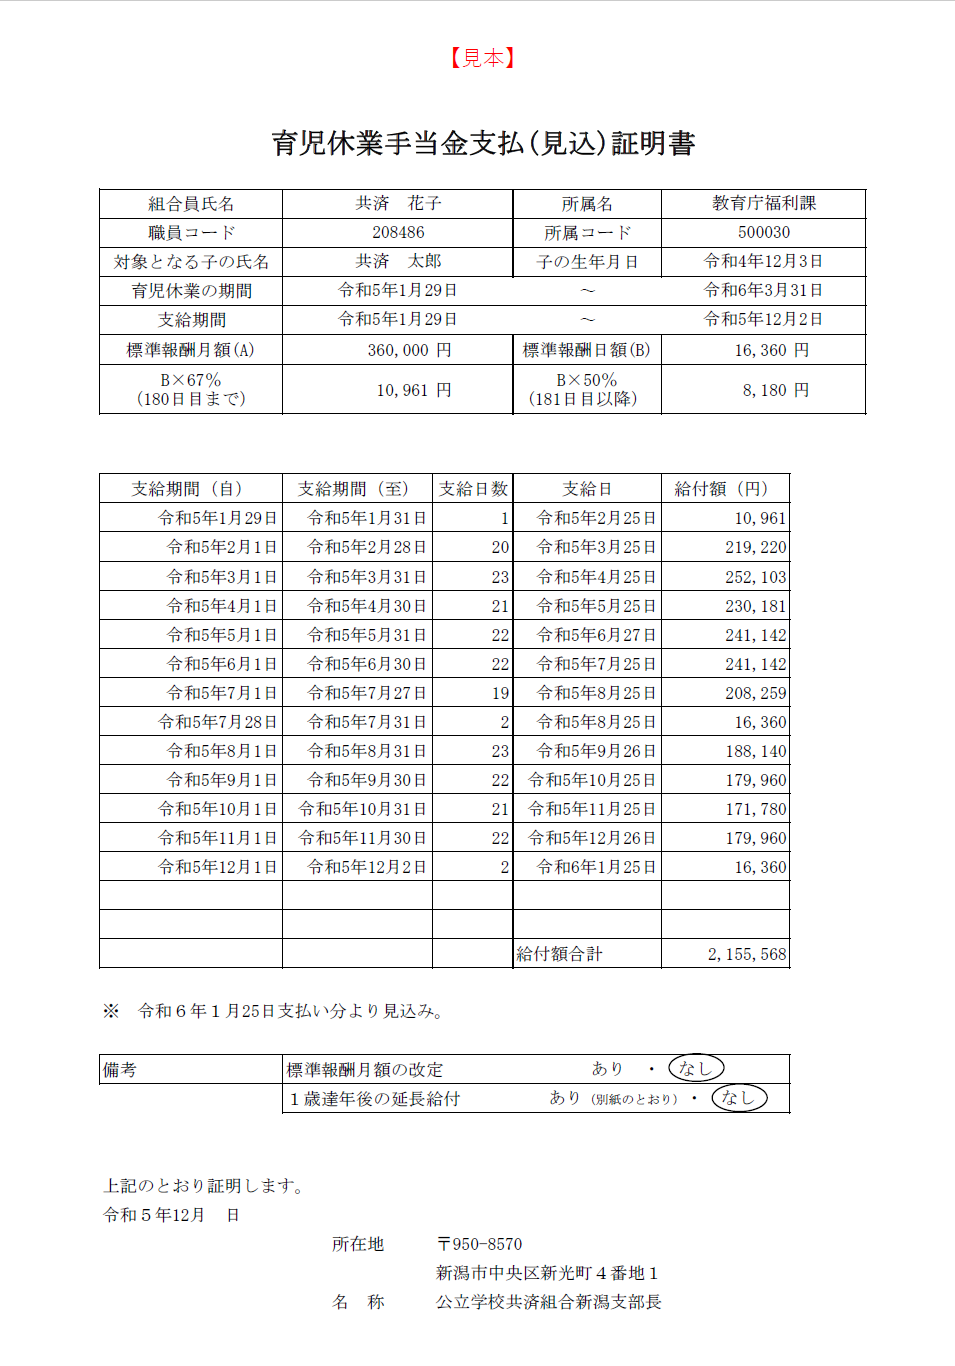 【見本】
育児休業手当金支払(見込)証明書
組合員氏名 共済　花子 所属名 教育庁福利課
職員コード 208486 所属コード 500030
対象となる子の氏名 共済　太郎 子の生年月日 令和4年12月3日
育児休業の期間 令和5年1月29日 ～ 令和6年3月31日
支給期間 令和5年1月29日 ～ 令和5年12月2日
標準報酬月額(A) 360,000 円 標準報酬日額(B) 16,360 円
B×67％ (180日目まで) 10,961 円 B×50％ (181日目以降) 8,180 円
支給期間（自） 支給期間（至） 支給日数 支給日 給付額（円）
令和5年1月29日 令和5年1月31日 1 令和5年2月25日 10,961
令和5年2月1日 令和5年2月28日 20 令和5年3月25日 219,220
令和5年3月1日 令和5年3月31日 23 令和5年4月25日 252,103
令和5年4月1日 令和5年4月30日 21 令和5年5月25日 230,181
令和5年5月1日 令和5年5月31日 22 令和5年6月27日 241,142
令和5年6月1日 令和5年6月30日 22 令和5年7月25日 241,142
令和5年7月1日 令和5年7月27日 19 令和5年8月25日 208,259
令和5年7月28日 令和5年7月31日 2 令和5年8月25日 16,360
令和5年8月1日 令和5年8月31日 23 令和5年9月26日 188,140
令和5年9月1日 令和5年9月30日 22 令和5年10月25日 179,960
令和5年10月1日 令和5年10月31日 21 令和5年11月25日 171,780
令和5年11月1日 令和5年11月30日 22 令和5年12月26日 179,960
令和5年12月1日 令和5年12月2日 2 令和6年1月25日 16,360
給付額合計 2,155,568
※　令和６年１月25日支払い分より見込み。
備考 標準報酬月額の改定 あり ・ なし
１歳達年後の延長給付 あり（別紙のとおり）・ なし
上記のとおり証明します。
令和５年12月　日
所在地 〒950-8570
新潟市中央区新光町４番地１
名　称 公立学校共済組合新潟支部長